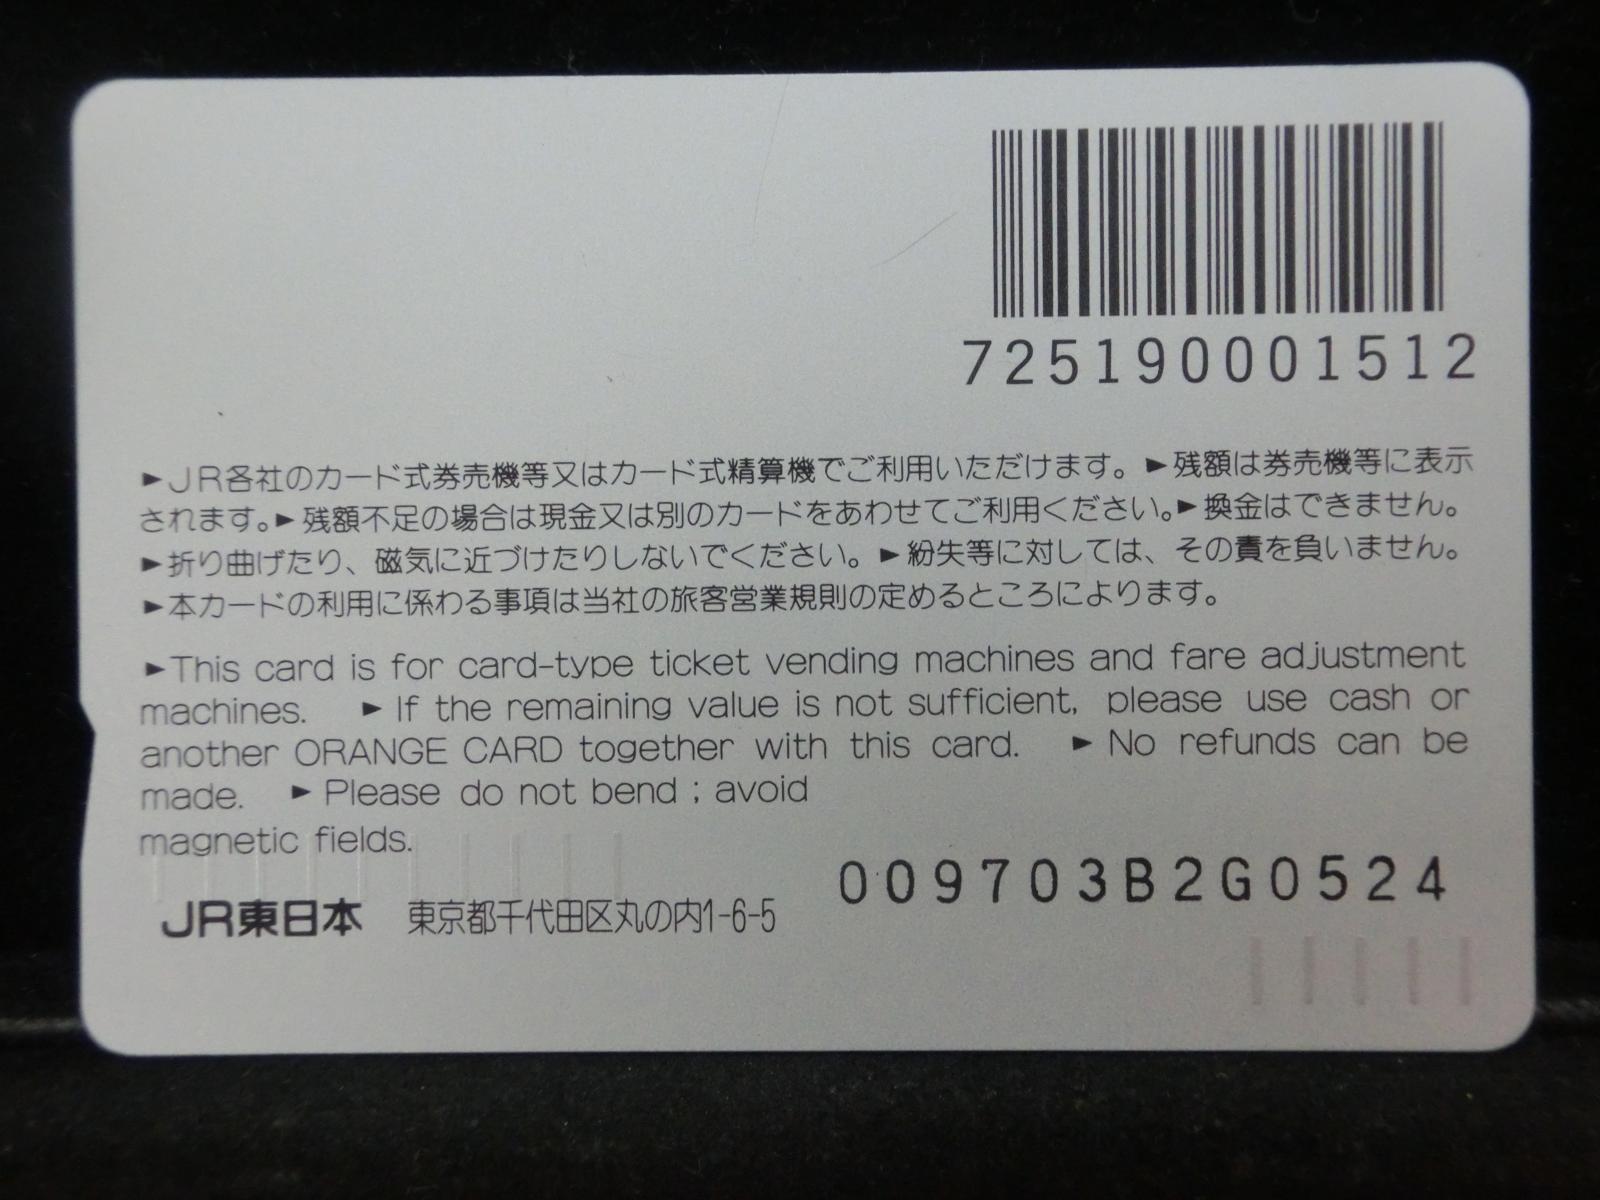 725190001512
►JR各社のカード式券売機等又はカード式精算機でご利用いただけます。►残額は券売機等に表示
されます。►残額不足の場合は現金又は別のカードをあわせてご利用ください。►換金はできません。
►折り曲げたり、磁気に近づけたりしないでください。►紛失等に対しては、その責を負いません。
►本カードの利用に係わる事項は当社の旅客営業規則の定めるところによります。
►This card is for card-type ticket vending machines and fare adjustment
machines. ►If the remaining value is not sufficient, please use cash or
another ORANGE CARD together with this card. ►No refunds can be
made. ►Please do not bend ; avoid
magnetic fields.
009703B2G0524
JR東日本 東京都千代田区丸の内1-6-5